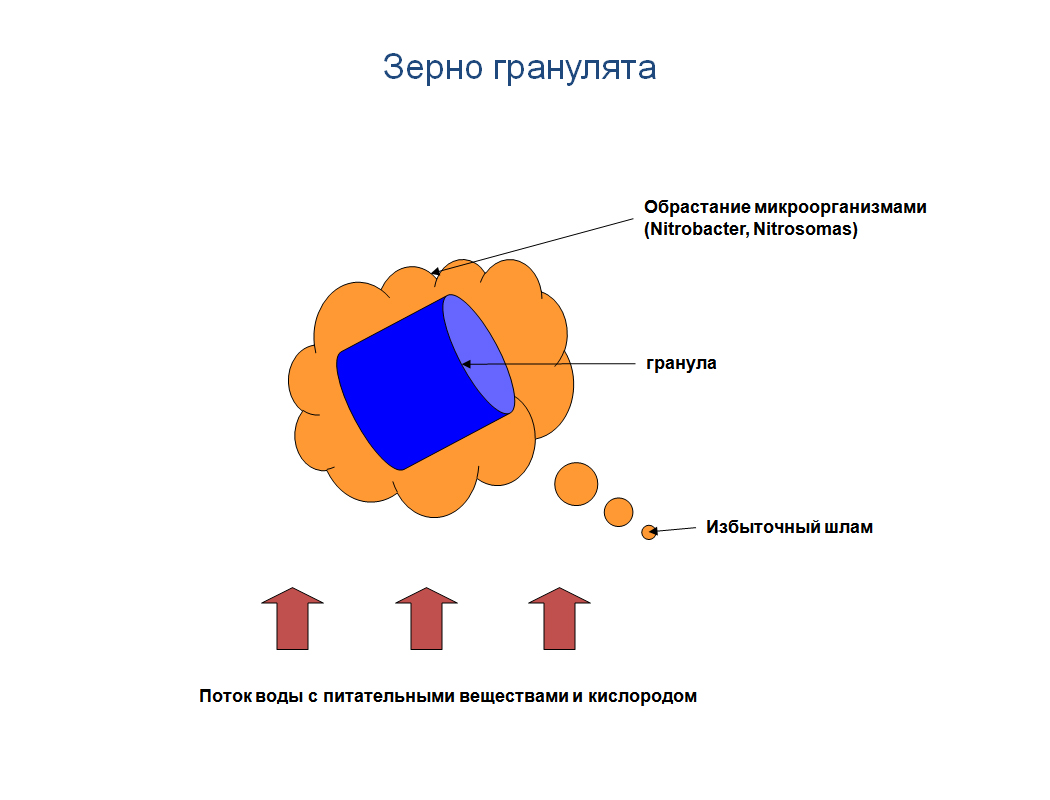 Зерно гранулята
Обрастание микроорганизмами
(Nitrobacter, Nitrosomas)
гранула
Избыточный шлам
Поток воды с питательными веществами и кислородом